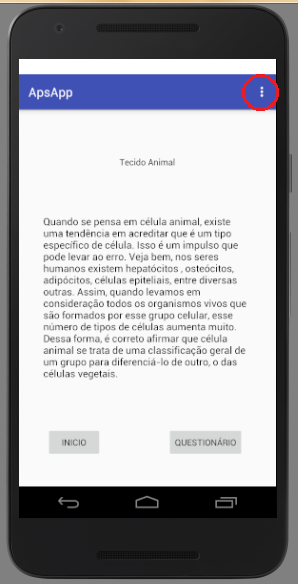 ApsApp
Tecido Animal
Quando se pensa em célula animal, existe
uma tendência em acreditar que é um tipo
específico de célula. Isso é um impulso que
pode levar ao erro. Veja bem, nos seres
humanos existem hepatócitos , osteócitos,
adipócitos, células epiteliais, entre diversas
outras. Assim, quando levamos em
consideração todos os organismos vivos que
são formados por esse grupo celular, esse
número de tipos de células aumenta muito.
Dessa forma, é correto afirmar que célula
animal se trata de uma classificação geral de
um grupo para diferenciá-lo de outro, o das
células vegetais.
INICIO QUESTIONÁRIO